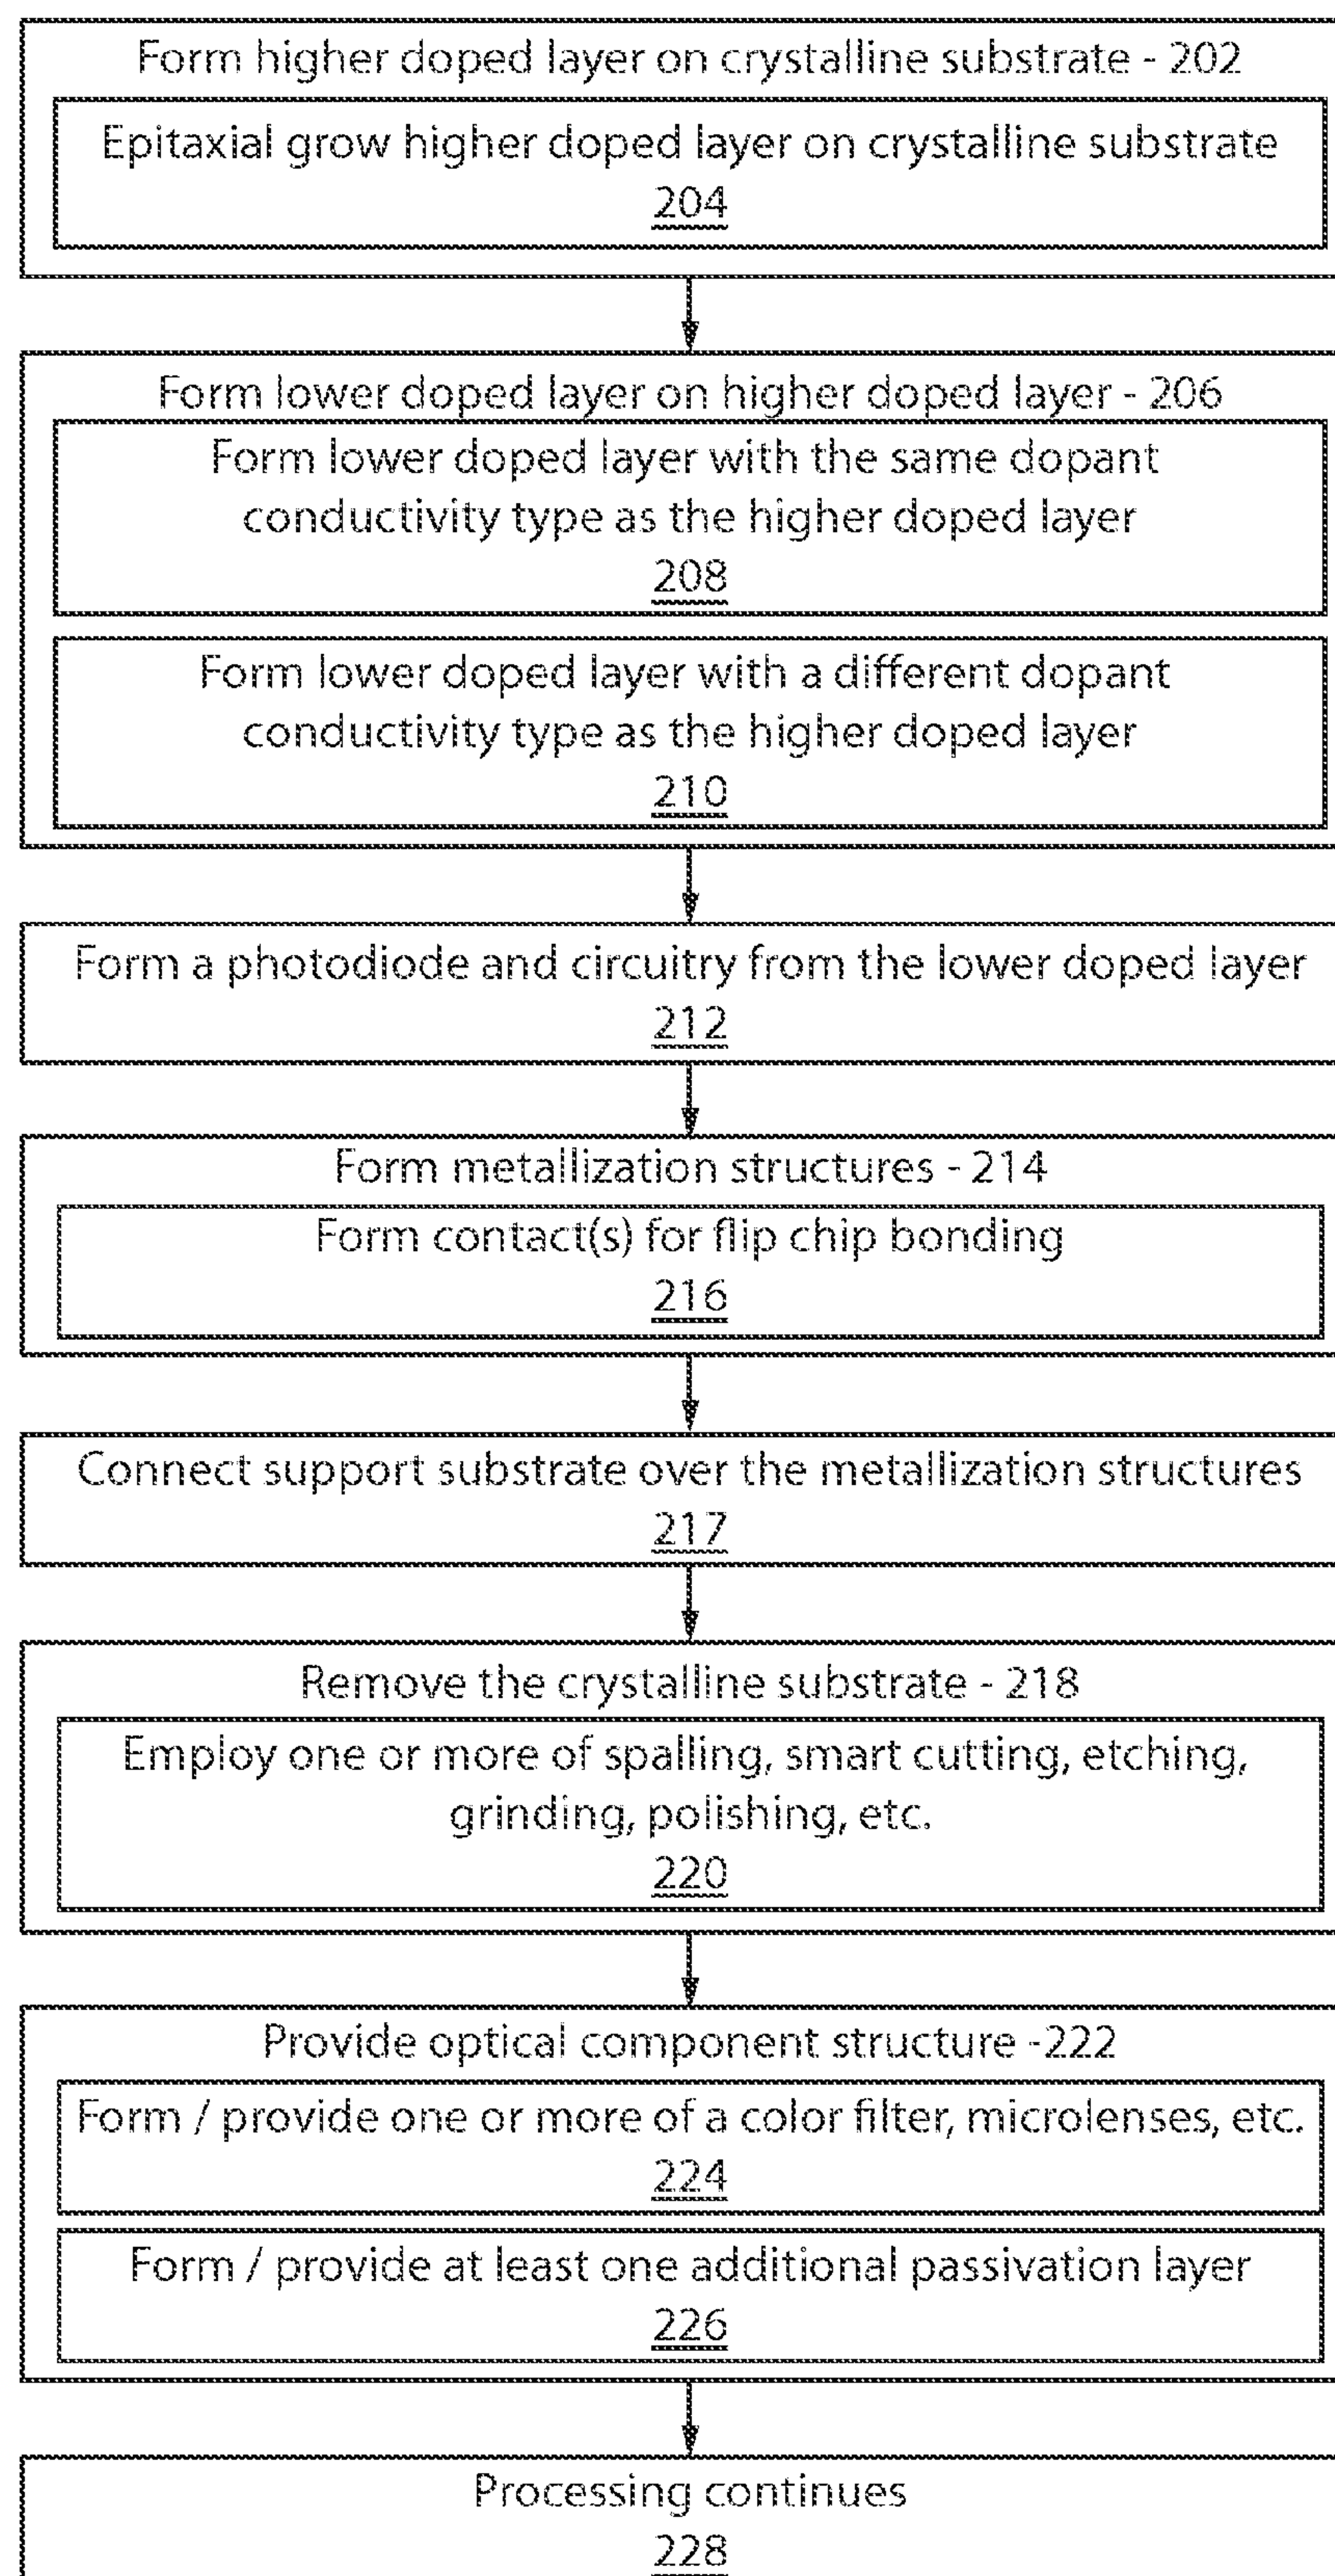 Form higher doped layer on crystalline substrate - 202
Epitaxial grow higher doped layer on crystalline substrate
204
Form lower doped layer on higher doped layer - 206
Form lower doped layer with the same dopant
conductivity type as the higher doped layer
208
Form lower doped layer with a different dopant
conductivity type as the higher doped layer
210
Form a photodiode and circuitry from the lower doped layer
212
Form metallization structures - 214
Form contact(s) for flip chip bonding
216
Connect support substrate over the metallization structures
217
Remove the crystalline substrate - 218
Employ one or more of spalling, smart cutting, etching,
grinding, polishing, etc.
220
Provide optical component structure -222
Form / provide one or more of a color filter, microlenses, etc.
224
Form / provide at least one additional passivation layer
226
Processing continues
228